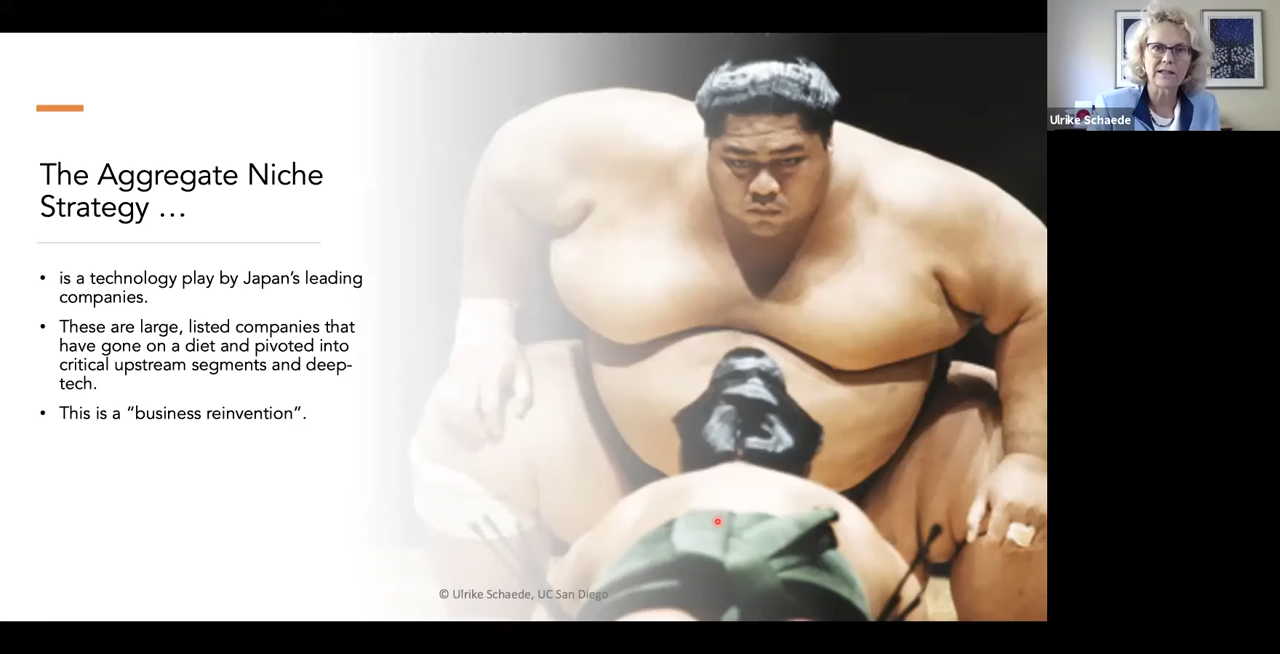 The Aggregate Niche
Strategy …
• is a technology play by Japan's leading
companies.
• These are large, listed companies that
have gone on a diet and pivoted into
critical upstream segments and deep-
tech.
• This is a "business reinvention".
© Ulrike Schaede, UC San Diego
Ulrike Schaede